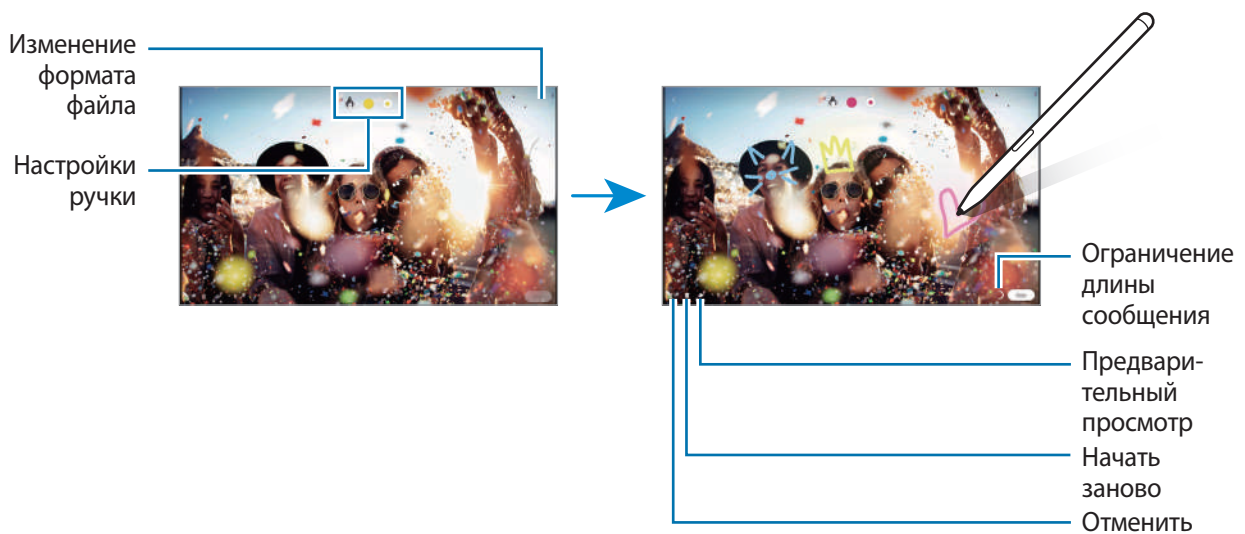 Изменение
формата
файла
Настройки
ручки
Ограничение
длины
сообщения
Предвари-
тельный
просмотр
Начать
заново
Отменить